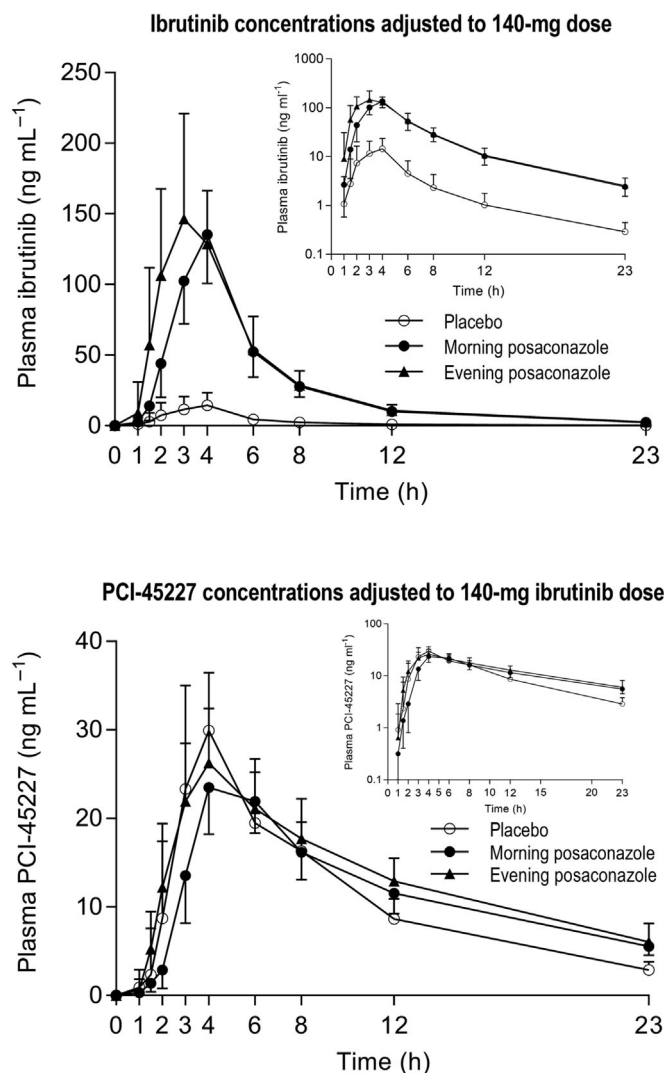 Ibrutinib concentrations adjusted to 140-mg dose
Plasma ibrutinib (ng mL⁻¹)
250
200
150
100
50
0
0 1 2 3 4 6 8 12 23
Time (h)
Plasma ibrutinib (ng ml⁻¹)
1000
100
10
1
0.1
1 2 3 4 6 8 12 23
Time (h)
Placebo
Morning posaconazole
Evening posaconazole
PCI-45227 concentrations adjusted to 140-mg ibrutinib dose
Plasma PCI-45227 (ng mL⁻¹)
40
30
20
10
0
0 1 2 3 4 6 8 12 23
Time (h)
Plasma PCI-45227 (ng mL⁻¹)
100
10
1
0.1
0 1 2 3 4 5 6 8 10 12 15 20 23
Time (h)
Placebo
Morning posaconazole
Evening posaconazole